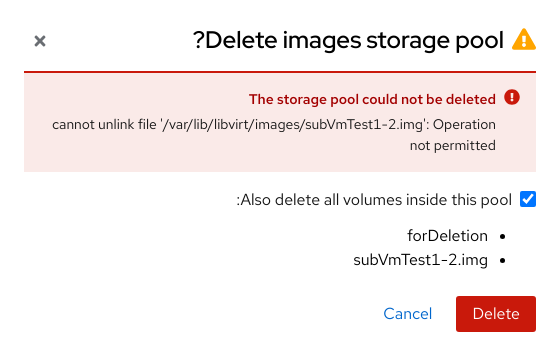 ?Delete images storage pool
The storage pool could not be deleted
cannot unlink file '/var/lib/libvirt/images/subVmTest1-2.img': Operation
not permitted
:Also delete all volumes inside this pool
forDeletion
subVmTest1-2.img
Cancel Delete